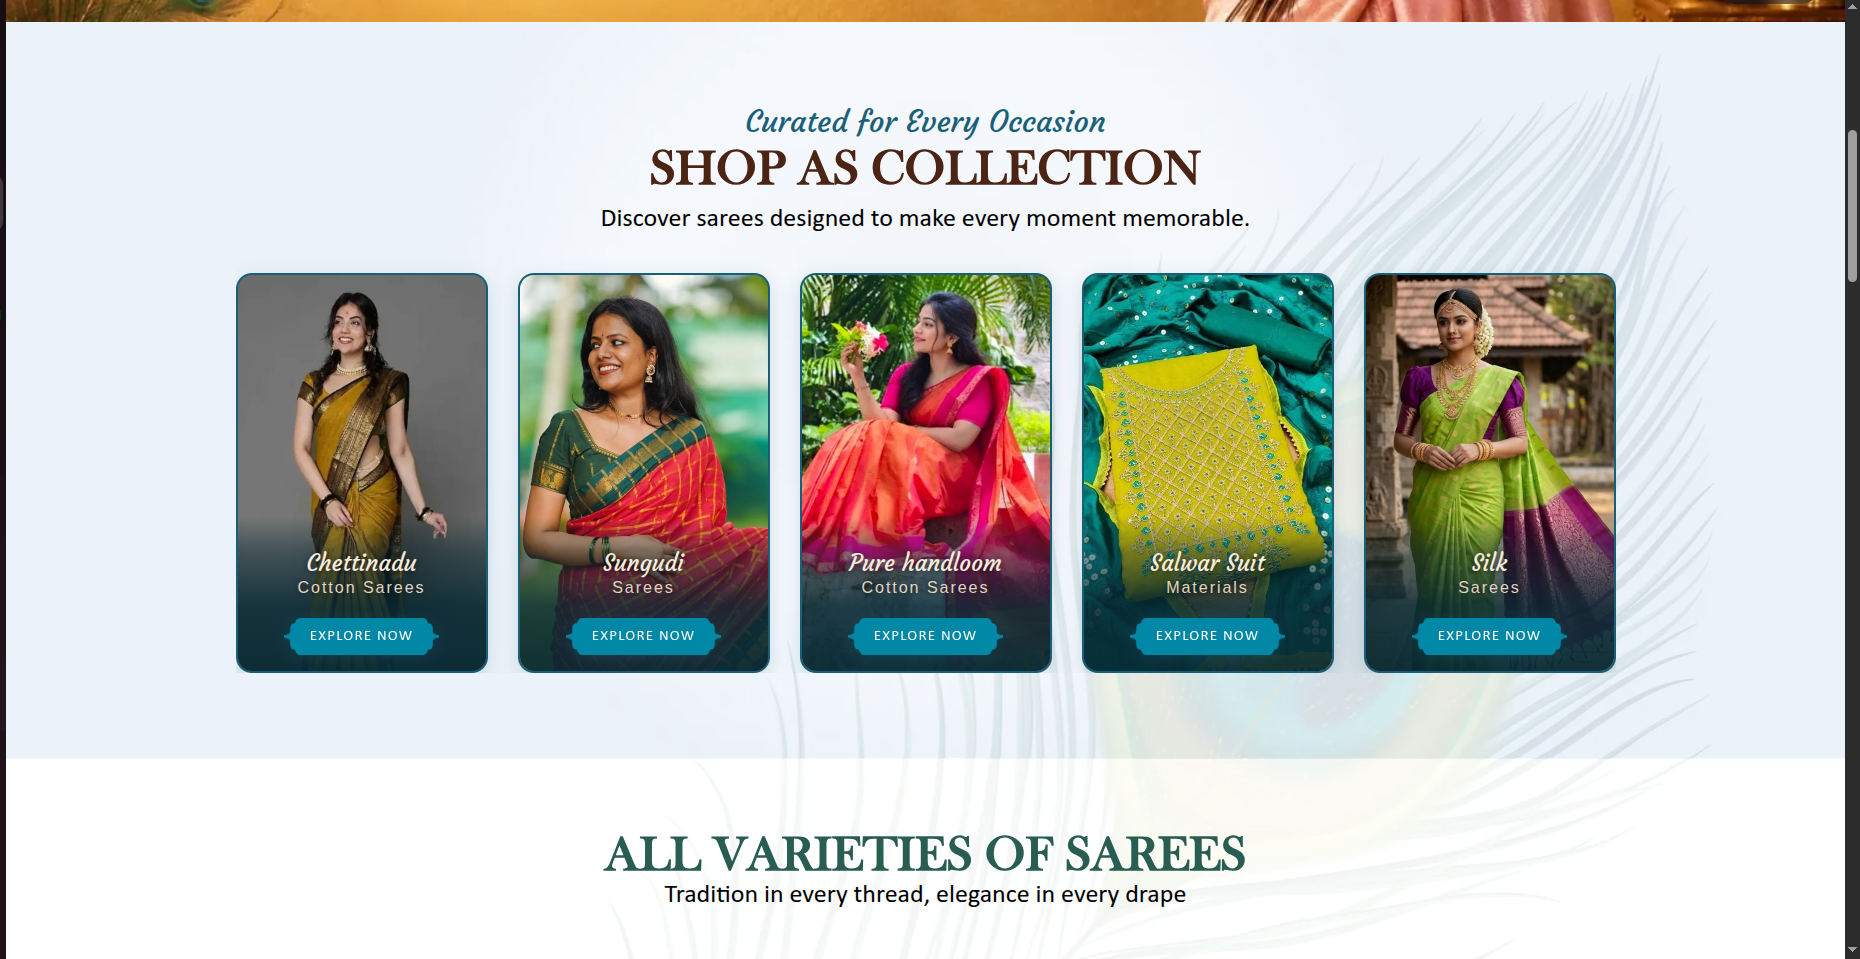 Curated for Every Occasion
SHOP AS COLLECTION
Discover sarees designed to make every moment memorable.
Chettinadu
Cotton Sarees
EXPLORE NOW
Sungudi
Sarees
EXPLORE NOW
Pure handloom
Cotton Sarees
EXPLORE NOW
Salwar Suit
Materials
EXPLORE NOW
Silk
Sarees
EXPLORE NOW
ALL VARIETIES OF SAREES
Tradition in every thread, elegance in every drape